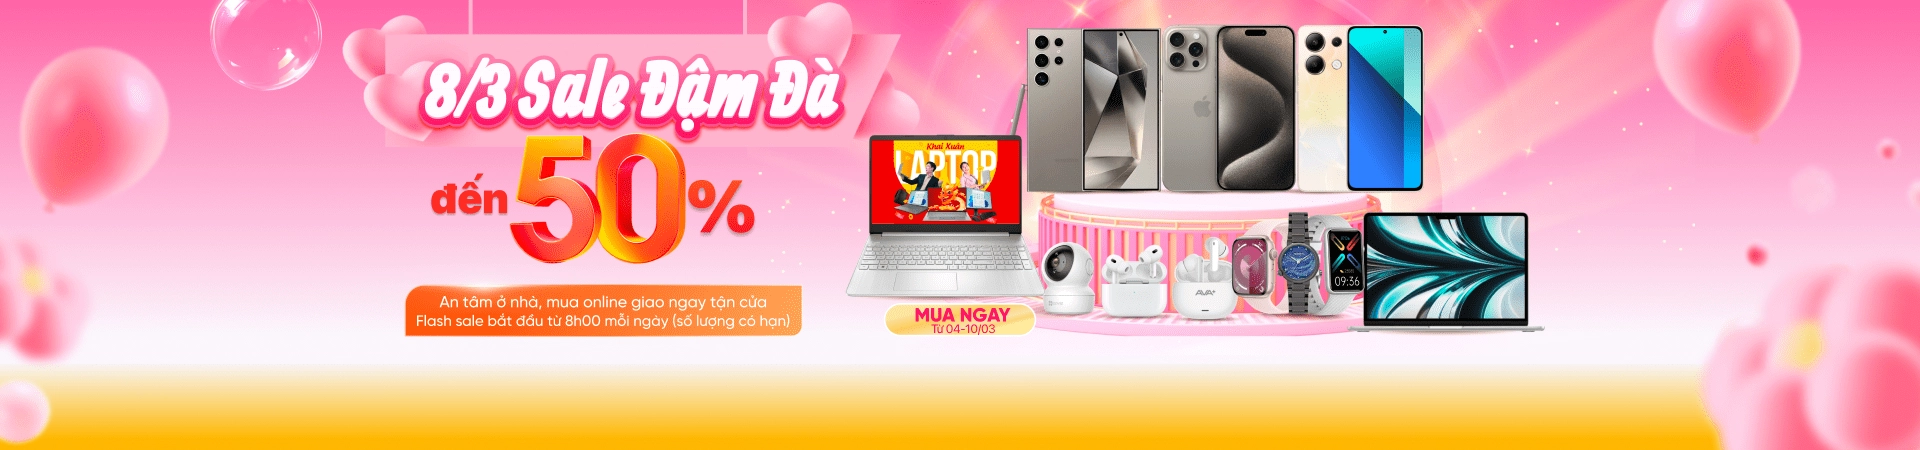 8/3 Sale Đậm Đà
đến 50%
An tâm ở nhà, mua online giao ngay tận cửa
Flash sale bắt đầu từ 8h00 mỗi ngày (số lượng có hạn)
Khai Xuân
LAPTOP
MUA NGAY
Từ 04-10/03
AVA+
09:36